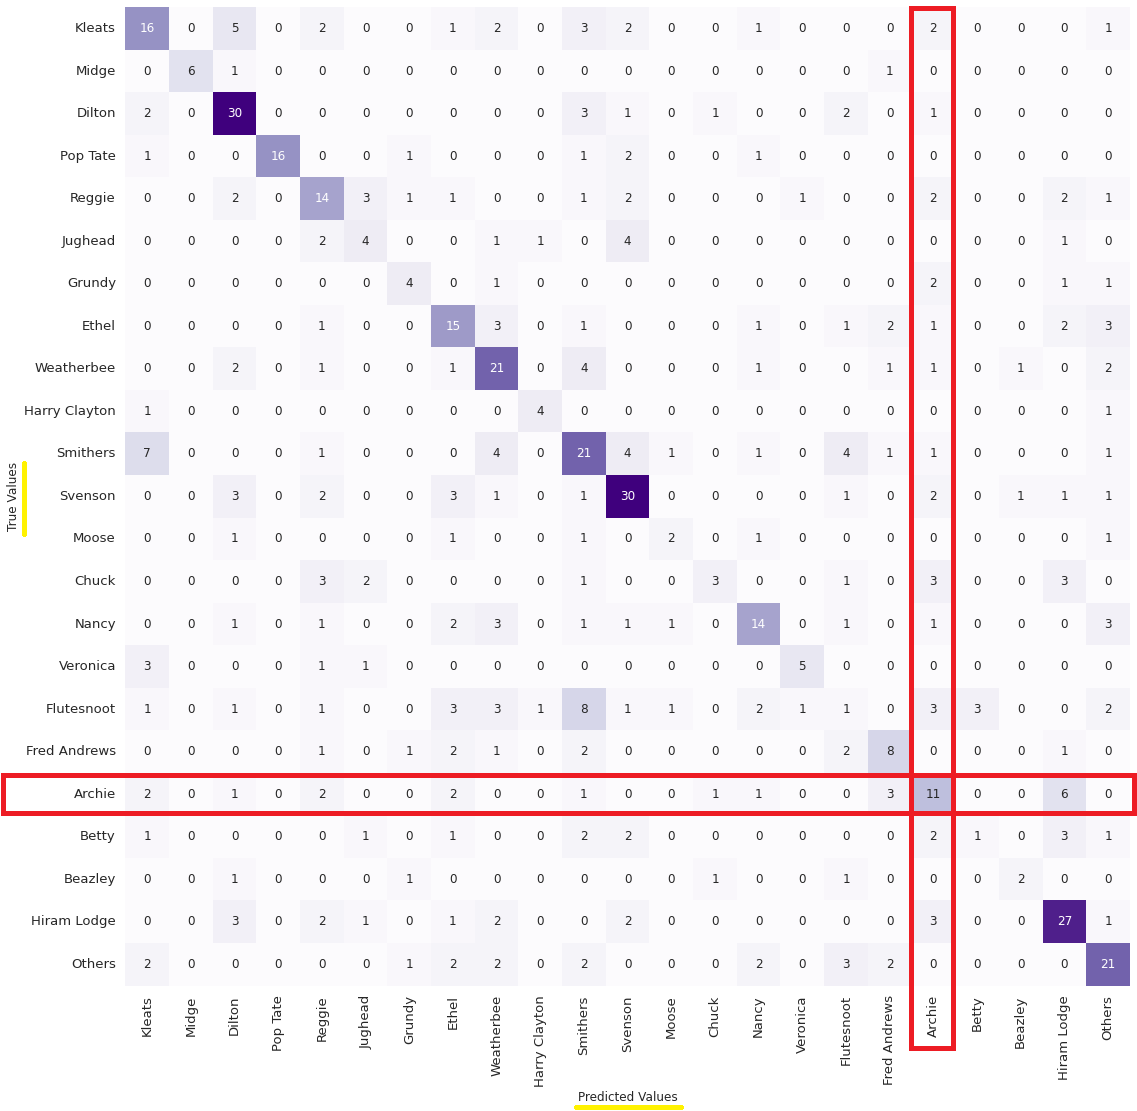 Kleats 16 0 5 0 2 0 0 1 2 0 3 2 0 0 1 0 0 0 2 0 0 0 1
Midge 0 6 1 0 0 0 0 0 0 0 0 0 0 0 0 0 0 1 0 0 0 0 0
Dilton 2 0 30 0 0 0 0 0 0 0 3 1 0 1 0 0 2 0 1 0 0 0 0
Pop Tate 1 0 0 16 0 0 1 0 0 0 1 2 0 0 1 0 0 0 0 0 0 0 0
Reggie 0 0 2 0 14 3 1 1 0 0 1 2 0 0 0 1 0 0 2 0 0 2 1
Jughead 0 0 0 0 2 4 0 0 1 1 0 4 0 0 0 0 0 0 0 0 0 1 0
Grundy 0 0 0 0 0 0 4 0 1 0 0 0 0 0 0 0 0 0 2 0 0 1 1
Ethel 0 0 0 0 1 0 0 15 3 0 1 0 0 0 1 0 1 2 1 0 0 2 3
Weatherbee 0 0 2 0 1 0 0 1 21 0 4 0 0 0 1 0 0 1 1 0 1 0 2
Harry Clayton 1 0 0 0 0 0 0 0 0 4 0 0 0 0 0 0 0 0 0 0 0 0 1
Smithers 7 0 0 0 1 0 0 0 4 0 21 4 1 0 1 0 4 1 1 0 0 0 1
True Values
Svenson 0 0 3 0 2 0 0 3 1 0 1 30 0 0 0 0 1 0 2 0 1 1 1
Moose 0 0 1 0 0 0 0 1 0 0 1 0 2 0 1 0 0 0 0 0 0 0 1
Chuck 0 0 0 0 3 2 0 0 0 0 1 0 0 3 0 0 1 0 3 0 0 3 0
Nancy 0 0 1 0 1 0 0 2 3 0 1 1 1 0 14 0 1 0 1 0 0 0 3
Veronica 3 0 0 0 1 1 0 0 0 0 0 0 0 0 0 5 0 0 0 0 0 0 0
Flutesnoot 1 0 1 0 1 0 0 3 3 1 8 1 1 0 2 1 1 0 3 3 0 0 2
Fred Andrews 0 0 0 0 1 0 1 2 1 0 2 0 0 0 0 0 2 8 0 0 0 1 0
Archie 2 0 1 0 2 0 0 2 0 0 1 0 0 1 1 0 0 3 11 0 0 6 0
Betty 1 0 0 0 0 1 0 1 0 0 2 2 0 0 0 0 0 0 2 1 0 3 1
Beazley 0 0 1 0 0 0 1 0 0 0 0 0 0 1 0 0 1 0 0 0 2 0 0
Hiram Lodge 0 0 3 0 2 1 0 1 2 0 0 2 0 0 0 0 0 0 3 0 0 27 1
Others 2 0 0 0 0 0 1 2 2 0 2 0 0 0 2 0 3 2 0 0 0 0 21
Kleats
Midge
Dilton
Pop Tate
Reggie
Jughead
Grundy
Ethel
Weatherbee
Harry Clayton
Smithers
Svenson
Moose
Chuck
Nancy
Veronica
Flutesnoot
Fred Andrews
Archie
Betty
Beazley
Hiram Lodge
Others
Predicted Values